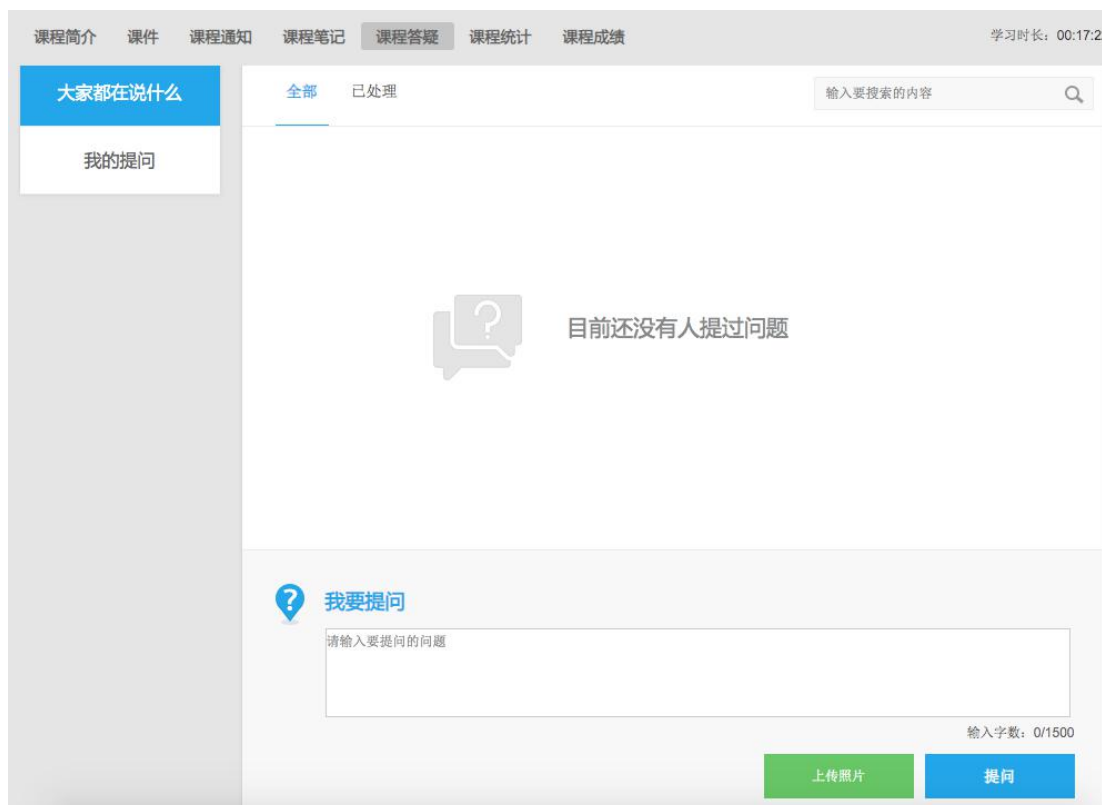 课程简介 课件 课程通知 课程笔记 课程答疑 课程统计 课程成绩 学习时长：00:17:2
大家都在说什么 全部 已处理 输入要搜索的内容
我的提问
目前还没有人提过问题
我要提问
请输入要提问的问题
输入字数：0/1500
上传照片 提问